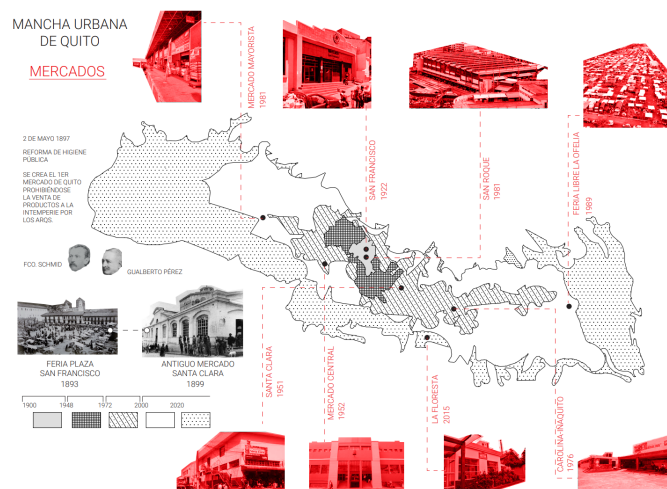 MANCHA URBANA
DE QUITO
MERCADOS
2 DE MAYO 1897
REFORMA DE HIGIENE
PÚBLICA
SE CREA EL 1ER
MERCADO DE QUITO
PROHIBIÉNDOSE
LA VENTA DE
PRODUCTOS A LA
INTEMPERIE POR
LOS ARQS.
FCO. SCHMID
GUALBERTO PÉREZ
FERIA PLAZA
SAN FRANCISCO
1893
ANTIGUO MERCADO
SANTA CLARA
1899
1900
1948
1972
2000
2020
MERCADO MAYORISTA
1981
SAN FRANCISCO
1922
SAN ROQUE
1981
FERIA LIBRE LA OFELIA
1989
SANTA CLARA
1951
MERCADO CENTRAL
1952
LA FLORESTA
2015
CAROLINA-IÑAQUITO
1976